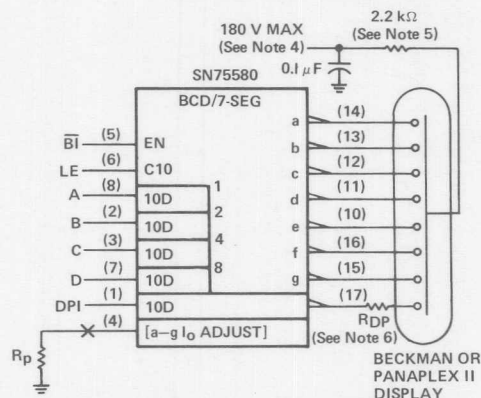 180 V MAX
(See Note 4)
2.2 kΩ
(See Note 5)
0.1 μF
SN75580
BCD/7-SEG
BI (5) EN
LE (6) C10
A (8) 10D 1
B (2) 10D 2
C (3) 10D 4
D (7) 10D 8
DPI (1) 10D
(4) [a–g IO ADJUST]
Rp
a (14)
b (13)
c (12)
d (11)
e (10)
f (16)
g (15)
(17)
RDP
(See Note 6)
BECKMAN OR
PANAPLEX II
DISPLAY